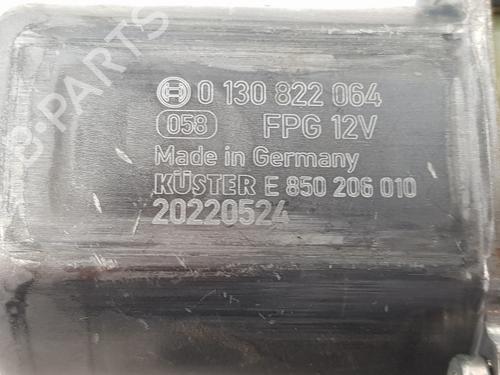 0 130 822 064
058 FPG 12V
Made in Germany
KÜSTER E 850 206 010
20220524
B-PARTS